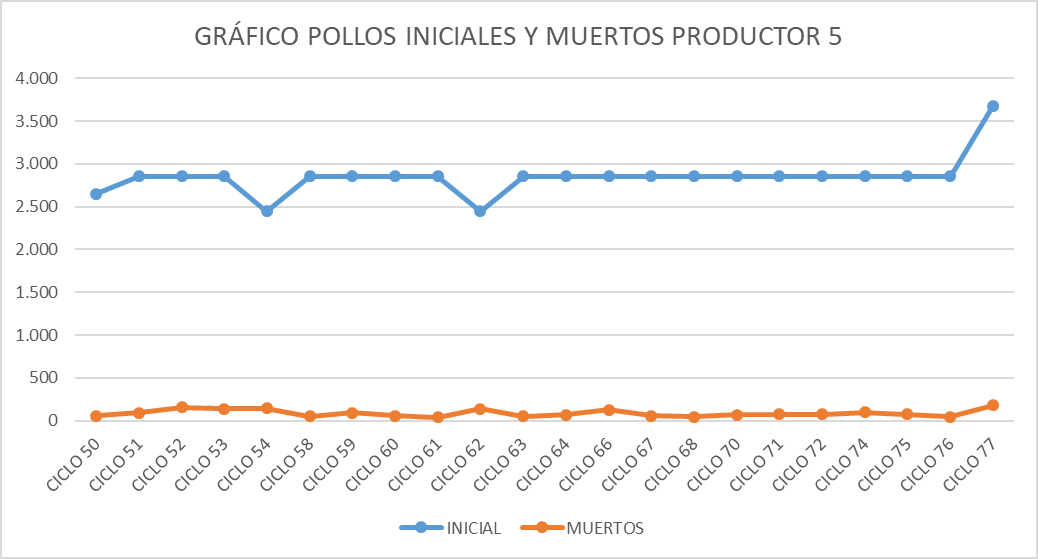 GRÁFICO POLLOS INICIALES Y MUERTOS PRODUCTOR 5
4.000
3.500
3.000
2.500
2.000
1.500
1.000
500
0
CICLO 50
CICLO 51
CICLO 52
CICLO 53
CICLO 54
CICLO 58
CICLO 59
CICLO 60
CICLO 61
CICLO 62
CICLO 63
CICLO 64
CICLO 66
CICLO 67
CICLO 68
CICLO 70
CICLO 71
CICLO 72
CICLO 74
CICLO 75
CICLO 76
CICLO 77
INICIAL MUERTOS